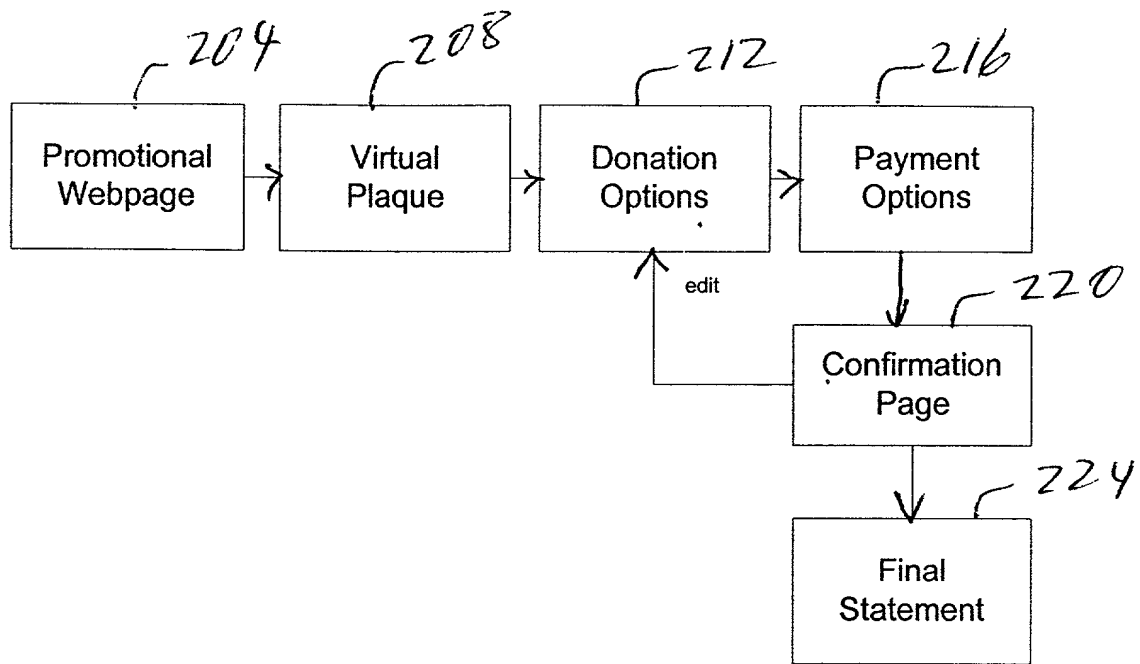 204
208
212
216
Promotional
Webpage
Virtual
Plaque
Donation
Options
Payment
Options
edit
220
Confirmation
Page
224
Final
Statement